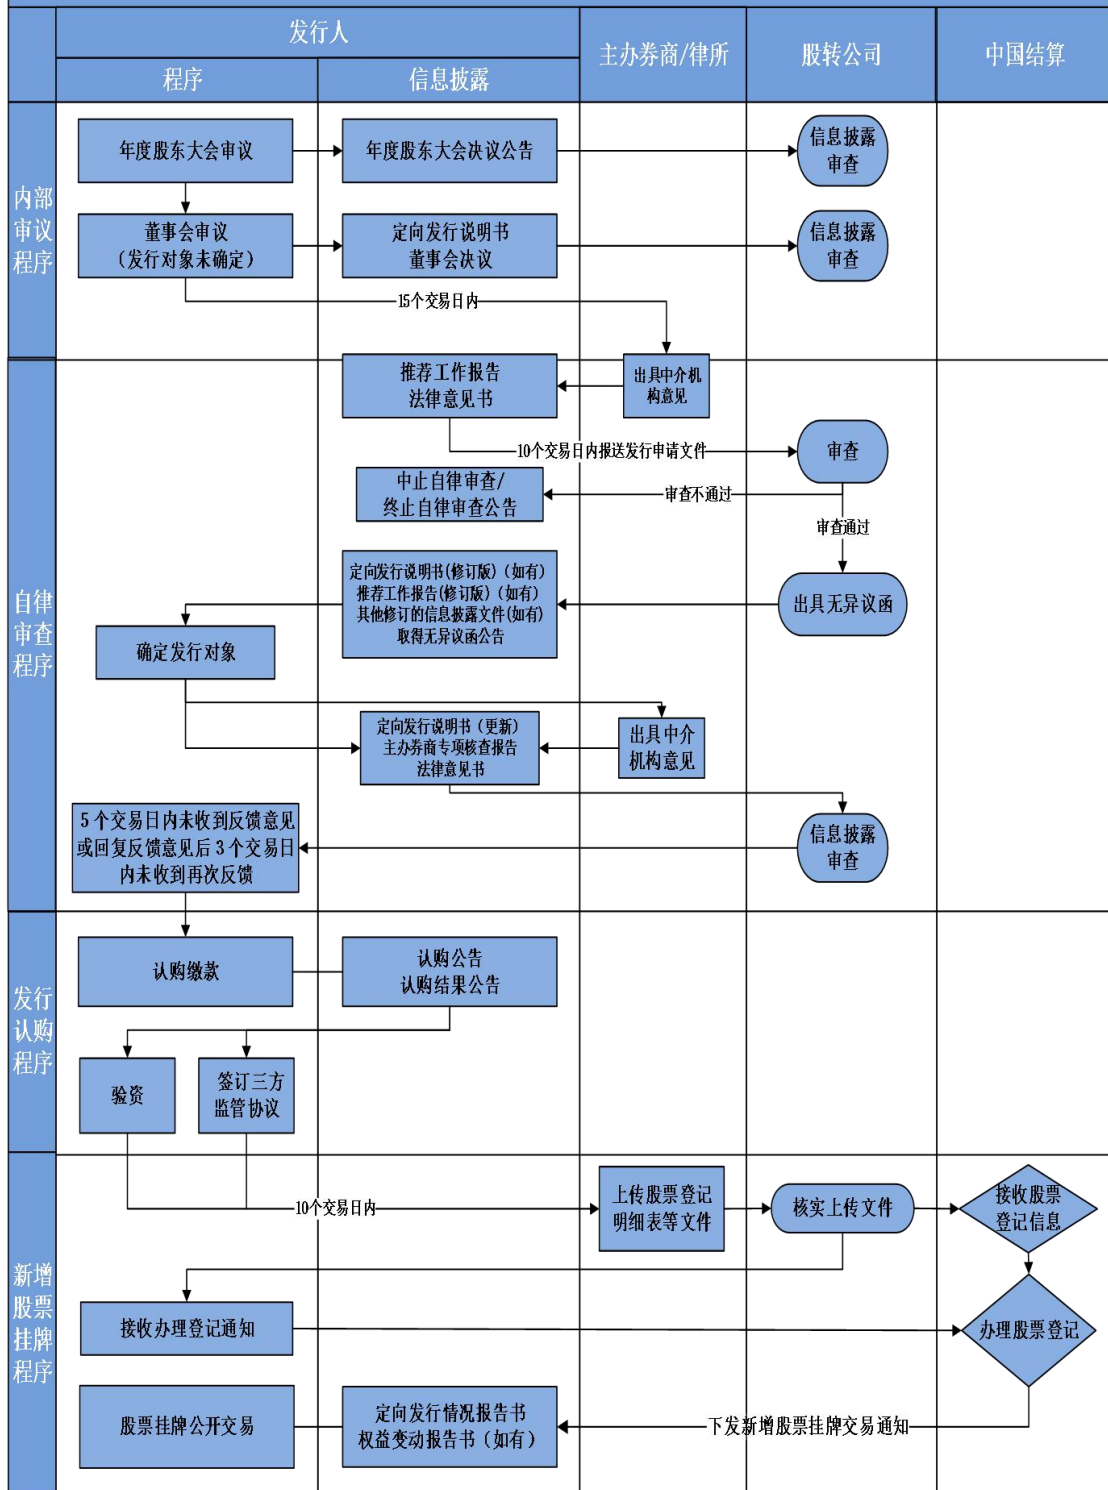 发行人
主办券商/律所
股转公司
中国结算
程序
信息披露
内部
审议
程序
年度股东大会审议
年度股东大会决议公告
信息披露
审查
董事会审议
（发行对象未确定）
定向发行说明书
董事会决议
信息披露
审查
15个交易日内
自律
审查
程序
推荐工作报告
法律意见书
出具中介机
构意见
10个交易日内报送发行申请文件
审查
中止自律审查/
终止自律审查公告
审查不通过
审查通过
定向发行说明书(修订版)（如有）
推荐工作报告(修订版)（如有）
其他修订的信息披露文件(如有)
取得无异议函公告
出具无异议函
确定发行对象
定向发行说明书（更新）
主办券商专项核查报告
法律意见书
出具中介
机构意见
5个交易日内未收到反馈意见
或回复反馈意见后3个交易日
内未收到再次反馈
信息披露
审查
发行
认购
程序
认购缴款
认购公告
认购结果公告
验资
签订三方
监管协议
新增
股票
挂牌
程序
10个交易日内
上传股票登记
明细表等文件
核实上传文件
接收股票
登记信息
接收办理登记通知
办理股票登记
股票挂牌公开交易
定向发行情况报告书
权益变动报告书（如有）
下发新增股票挂牌交易通知